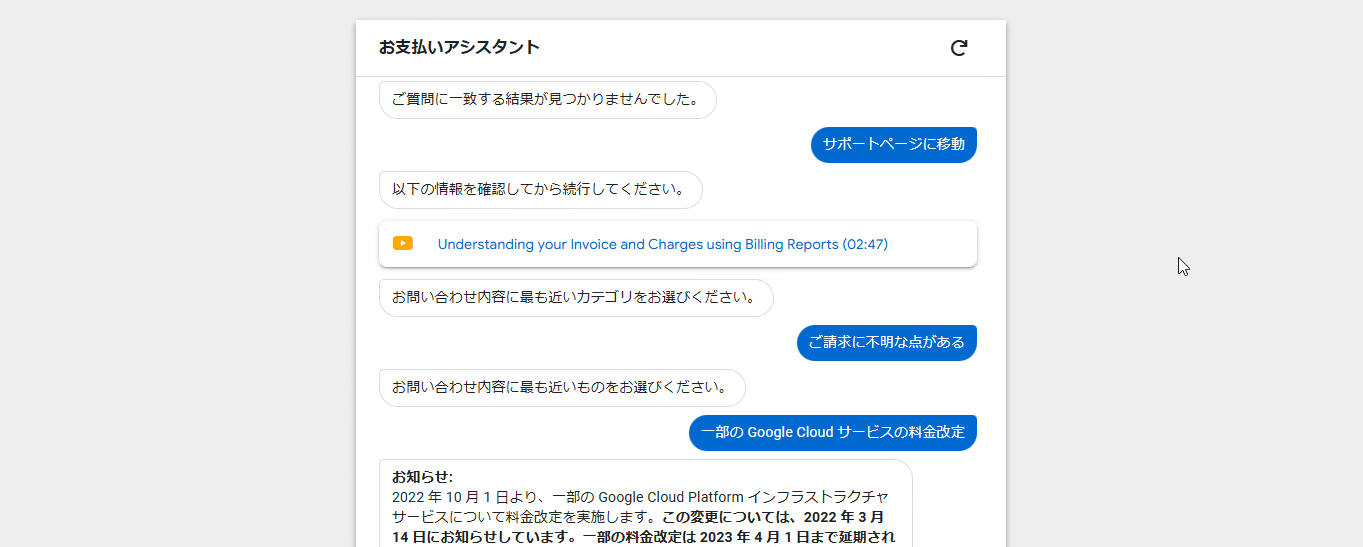 お支払いアシスタント
ご質問に一致する結果が見つかりませんでした。
サポートページに移動
以下の情報を確認してから続行してください。
Understanding your Invoice and Charges using Billing Reports (02:47)
お問い合わせ内容に最も近いカテゴリをお選びください。
ご請求に不明な点がある
お問い合わせ内容に最も近いものをお選びください。
一部の Google Cloud サービスの料金改定
お知らせ:
2022 年 10 月 1 日より、一部の Google Cloud Platform インフラストラクチャ
サービスについて料金改定を実施します。この変更については、2022 年 3 月
14 日にお知らせしています。一部の料金改定は 2023 年 4 月 1 日まで延期され